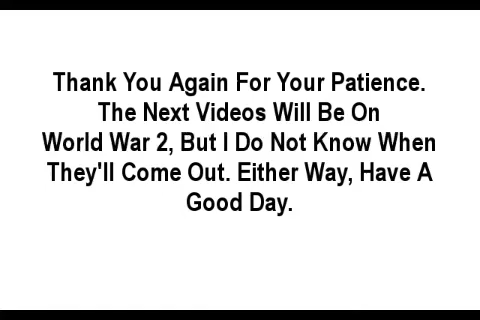 Thank You Again For Your Patience.
The Next Videos Will Be On
World War 2, But I Do Not Know When
They'll Come Out. Either Way, Have A
Good Day.